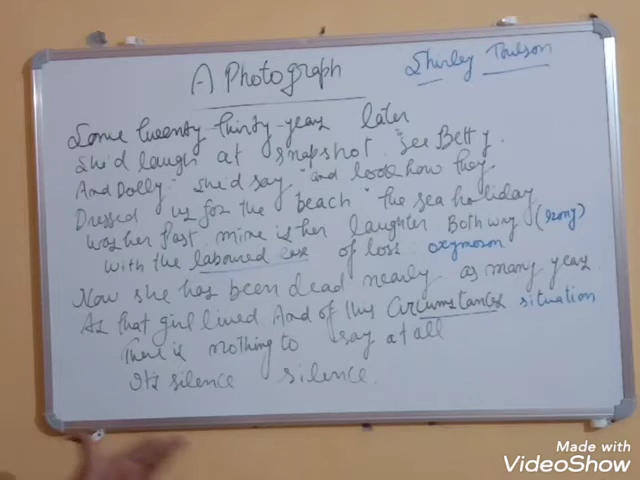 A Photograph
Shirley Toulson
Some twenty-thirty-years later
She'd laugh at snapshot. "See Betty
And Dolly" She'd say "and look how they
Dressed us for the beach" The sea holiday
Was her Past mine is her laughter Both way (Irony)
With the laboured ease of loss. oxymoron
Now she has been dead nearly as many years
As that girl lived And of this Circumstances situation
There is nothing to say at all
Its silence silence.
Made with
VideoShow